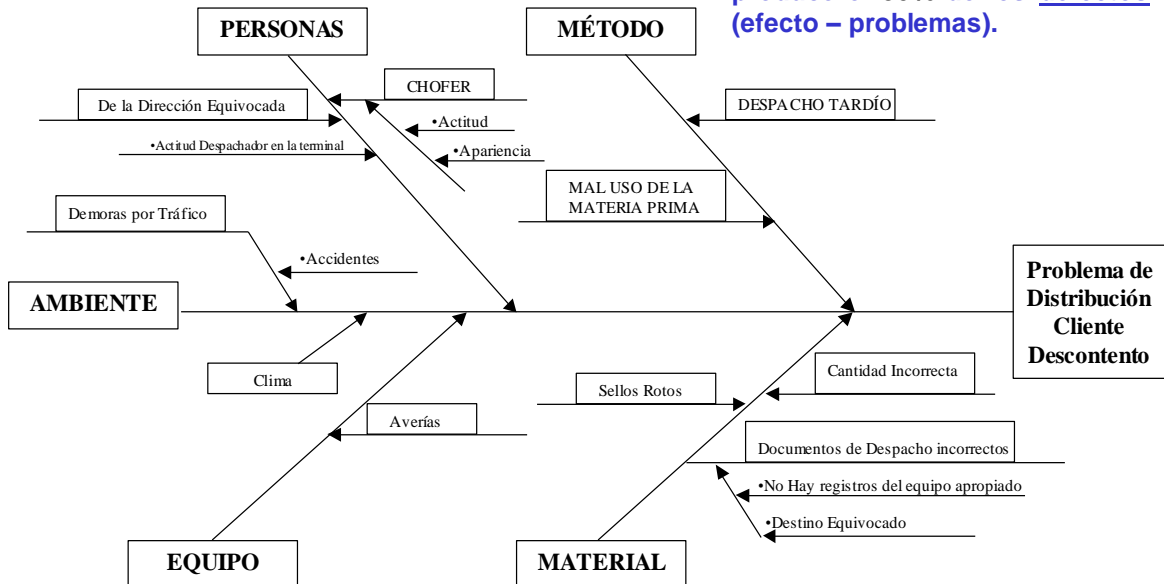 (efecto – problemas).
PERSONAS
MÉTODO
CHOFER
De la Dirección Equivocada
•Actitud
•Actitud Despachador en la terminal
•Apariencia
DESPACHO TARDÍO
MAL USO DE LA
MATERIA PRIMA
Demoras por Tráfico
•Accidentes
AMBIENTE
Problema de
Distribución
Cliente
Descontento
Clima
Averías
Sellos Rotos
Cantidad Incorrecta
Documentos de Despacho incorrectos
•No Hay registros del equipo apropiado
•Destino Equivocado
EQUIPO
MATERIAL